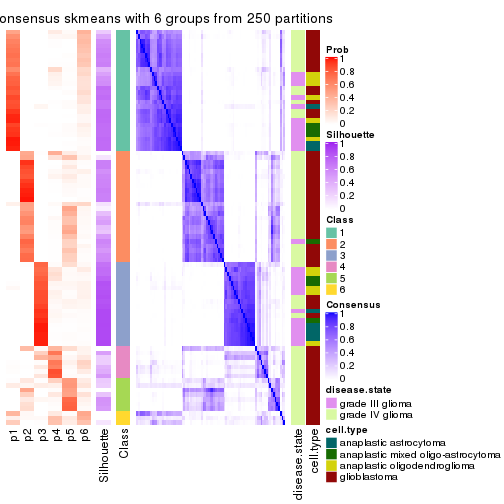 onsensus skmeans with 6 groups from 250 partitions
Prob
1
0.8
0.6
0.4
0.2
0
Silhouette
1
0.8
0.6
0.4
0.2
0
Class
1
2
3
4
5
6
Consensus
1
0.8
0.6
0.4
0.2
0
disease.state
grade III glioma
grade IV glioma
cell.type
anaplastic astrocytoma
anaplastic mixed oligo-astrocytoma
anaplastic oligodendroglioma
glioblastoma
p1
p2
p3
p4
p5
p6
Silhouette
Class
disease.state
cell.type